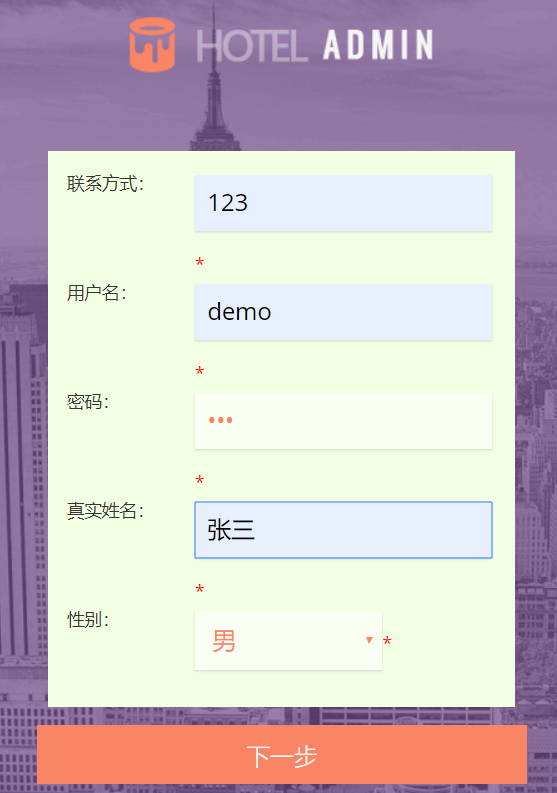 HOTEL ADMIN
联系方式：
123
*
用户名：
demo
*
密码：
•••
*
真实姓名：
张三
*
性别：
男 ▼ *
下一步